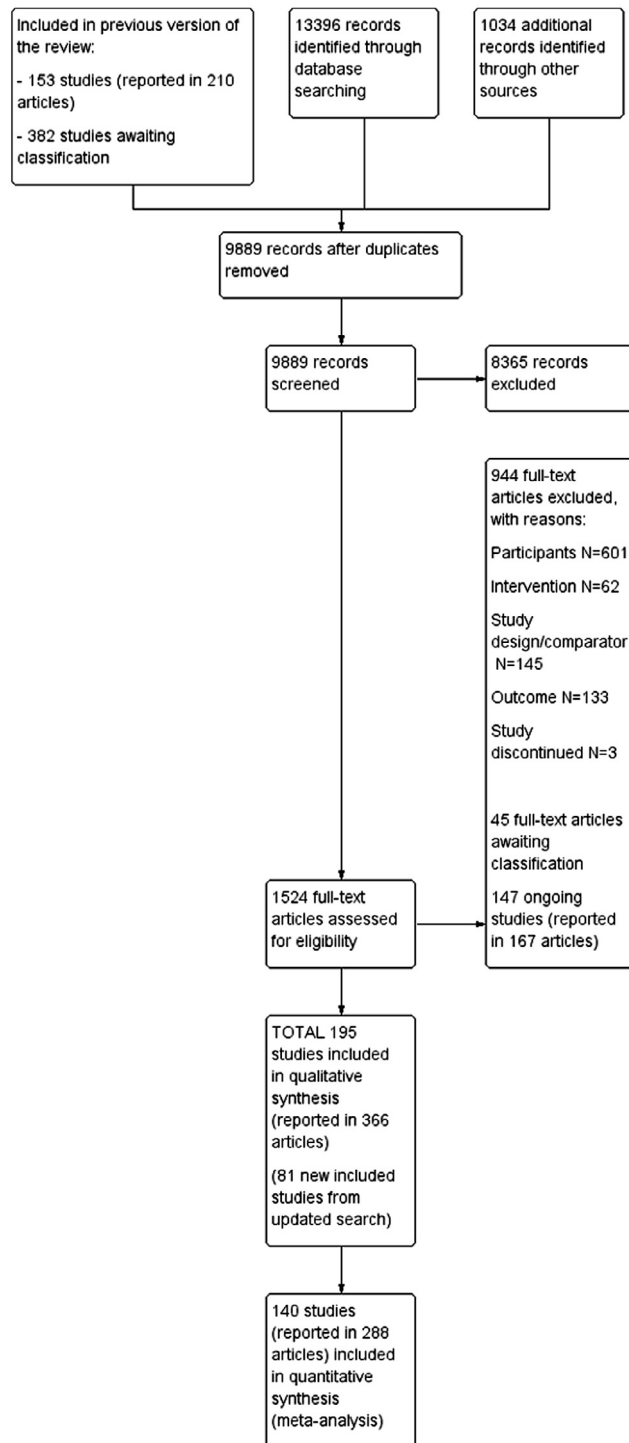 Included in previous version of
the review:
- 153 studies (reported in 210
articles)
- 382 studies awaiting
classification
13396 records
identified through
database
searching
1034 additional
records identified
through other
sources
9889 records after duplicates
removed
9889 records
screened
8365 records
excluded
944 full-text
articles excluded,
with reasons:
Participants N=601
Intervention N=62
Study
design/comparator
N=145
Outcome N=133
Study
discontinued N=3
45 full-text articles
awaiting
classification
147 ongoing
studies (reported
in 167 articles)
1524 full-text
articles assessed
for eligibility
TOTAL 195
studies included
in qualitative
synthesis
(reported in 366
articles)
(81 new included
studies from
updated search)
140 studies
(reported in 288
articles) included
in quantitative
synthesis
(meta-analysis)